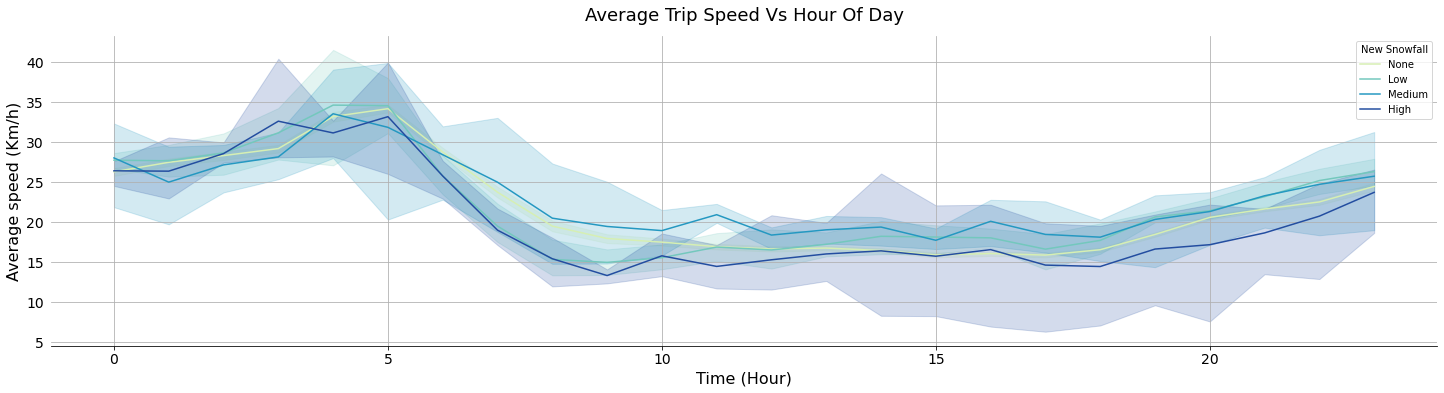 Average Trip Speed Vs Hour Of Day
New Snowfall
None
Low
Medium
High
Average speed (Km/h)
40
35
30
25
20
15
10
5
0
5
10
15
20
Time (Hour)